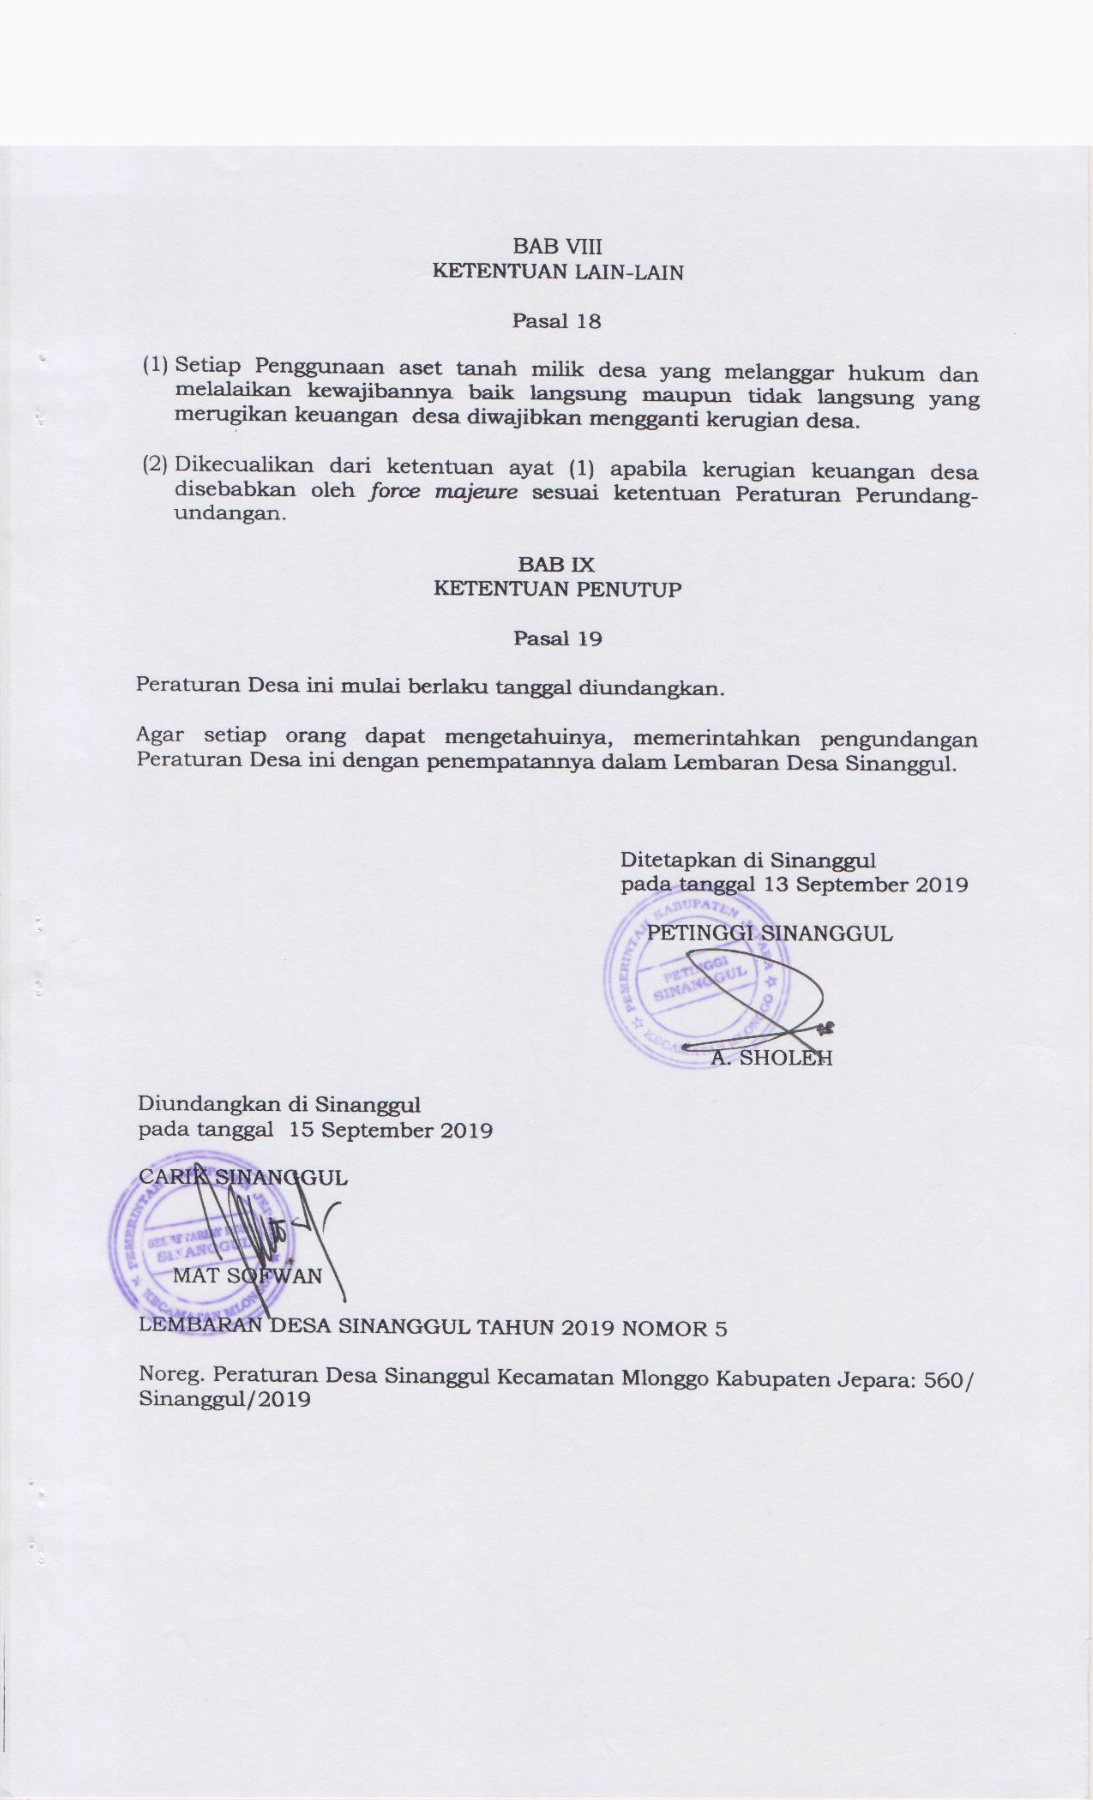 BAB VIII
KETENTUAN LAIN-LAIN
Pasal 18
(1) Setiap Penggunaan aset tanah milik desa yang melanggar hukum dan
melalaikan kewajibannya baik langsung maupun tidak langsung yang
merugikan keuangan desa diwajibkan mengganti kerugian desa.
(2) Dikecualikan dari ketentuan ayat (1) apabila kerugian keuangan desa
disebabkan oleh force majeure sesuai ketentuan Peraturan Perundang-
undangan.
BAB IX
KETENTUAN PENUTUP
Pasal 19
Peraturan Desa ini mulai berlaku tanggal diundangkan.
Agar setiap orang dapat mengetahuinya, memerintahkan pengundangan
Peraturan Desa ini dengan penempatannya dalam Lembaran Desa Sinanggul.
Ditetapkan di Sinanggul
pada tanggal 13 September 2019
PETINGGI SINANGGUL
PEMERINTAH KABUPATEN JEPARA
PETINGGI
SINANGGUL
KECAMATAN MLONGGO
A. SHOLEH
Diundangkan di Sinanggul
pada tanggal 15 September 2019
CARIK SINANGGUL
PEMERINTAH KABUPATEN JEPARA
SINANGGUL
KECAMATAN MLONGGO
MAT SOFWAN
LEMBARAN DESA SINANGGUL TAHUN 2019 NOMOR 5
Noreg. Peraturan Desa Sinanggul Kecamatan Mlonggo Kabupaten Jepara: 560/
Sinanggul/2019